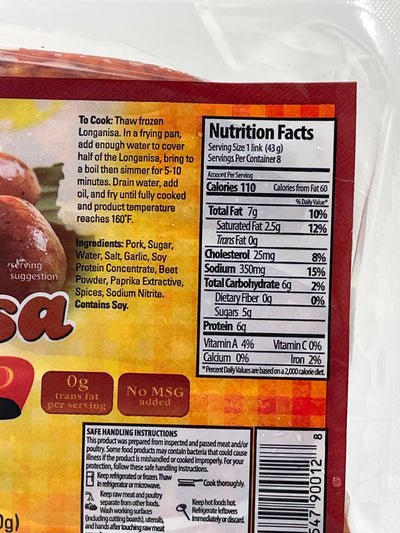 To Cook: Thaw frozen
Longanisa. In a frying pan,
add enough water to cover
half of the Longanisa, bring to
a boil then simmer for 5-10
minutes. Drain water, add
oil, and fry until fully cooked
and product temperature
reaches 160°F.
Ingredients: Pork, Sugar,
Water, Salt, Garlic, Soy
Protein Concentrate, Beet
Powder, Paprika Extractive,
Spices, Sodium Nitrite.
Contains Soy.
serving
suggestion
sa
0g
trans fat
per serving
No MSG
added
Nutrition Facts
Serving Size 1 link (43 g)
Servings Per Container 8
Amount Per Serving
Calories 110 Calories from Fat 60
% Daily Value*
Total Fat 7g 10%
Saturated Fat 2.5g 12%
Trans Fat 0g
Cholesterol 25mg 8%
Sodium 350mg 15%
Total Carbohydrate 6g 2%
Dietary Fiber 0g 0%
Sugars 5g
Protein 6g
Vitamin A 4% Vitamin C 0%
Calcium 0% Iron 2%
*Percent Daily Values are based on a 2,000 calorie diet.
SAFE HANDLING INSTRUCTIONS
This product was prepared from inspected and passed meat and/or
poultry. Some food products may contain bacteria that could cause
illness if the product is mishandled or cooked improperly. For your
protection, follow these safe handling instructions.
Keep refrigerated or frozen. Thaw
in refrigerator or microwave.
Cook thoroughly.
Keep raw meat and poultry
separate from other foods.
Wash working surfaces
(including cutting boards), utensils,
and hands after touching raw meat
Keep hot foods hot.
Refrigerate leftovers
immediately or discard.
0g)
547 90012 8